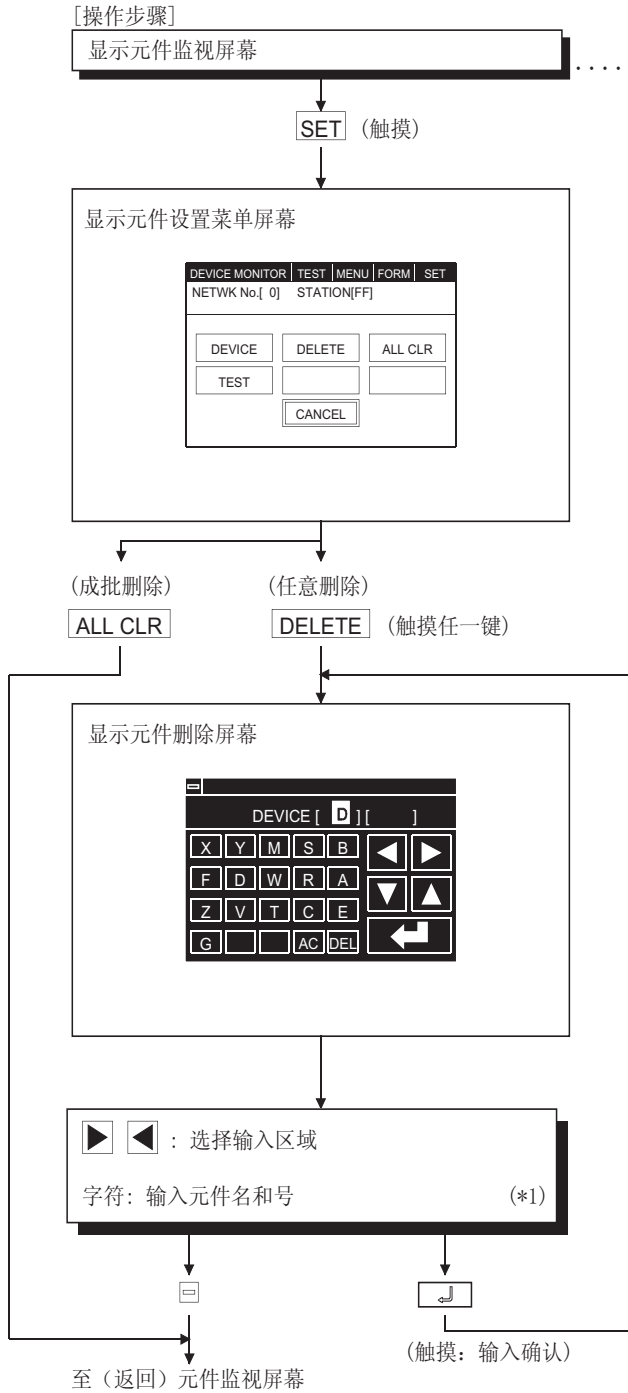 [操作步骤]
显示元件监视屏幕
....
SET (触摸)
显示元件设置菜单屏幕
DEVICE MONITOR TEST MENU FORM SET
NETWK No.[ 0] STATION[FF]
DEVICE DELETE ALL CLR
TEST
CANCEL
(成批删除) (任意删除)
ALL CLR DELETE (触摸任一键)
显示元件删除屏幕
DEVICE [ D ] [ ]
X Y M S B
F D W R A
Z V T C E
G AC DEL
: 选择输入区域
字符: 输入元件名和号 (*1)
(触摸: 输入确认)
至（返回）元件监视屏幕